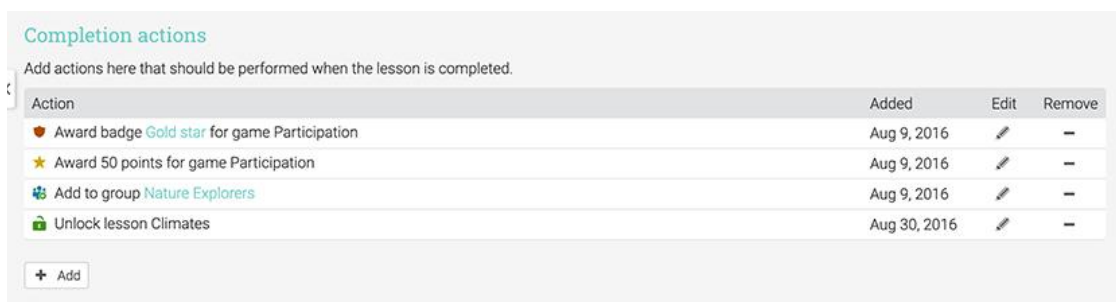 Completion actions
Add actions here that should be performed when the lesson is completed.
Action Added Edit Remove
Award badge Gold star for game Participation Aug 9, 2016
Award 50 points for game Participation Aug 9, 2016
Add to group Nature Explorers Aug 9, 2016
Unlock lesson Climates Aug 30, 2016
+ Add